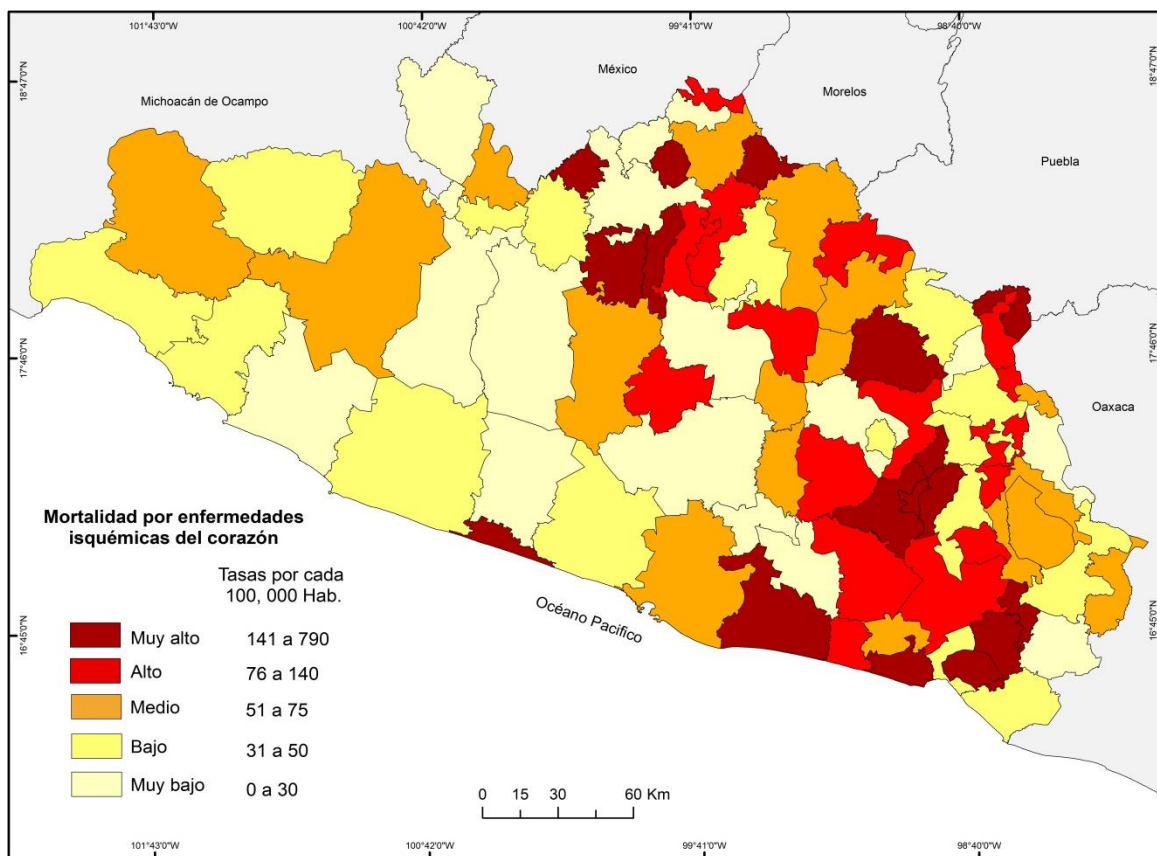 101°43'0"W 100°42'0"W 99°41'0"W 98°40'0"W
18°47'0"N
18°47'0"N
México
Morelos
Michoacán de Ocampo
Puebla
17°46'0"N
17°46'0"N
Oaxaca
Mortalidad por enfermedades
isquémicas del corazón
Tasas por cada
100, 000 Hab.
Océano Pacifico
16°45'0"N
16°45'0"N
Muy alto 141 a 790
Alto 76 a 140
Medio 51 a 75
Bajo 31 a 50
Muy bajo 0 a 30
0 15 30 60 Km
101°43'0"W 100°42'0"W 99°41'0"W 98°40'0"W